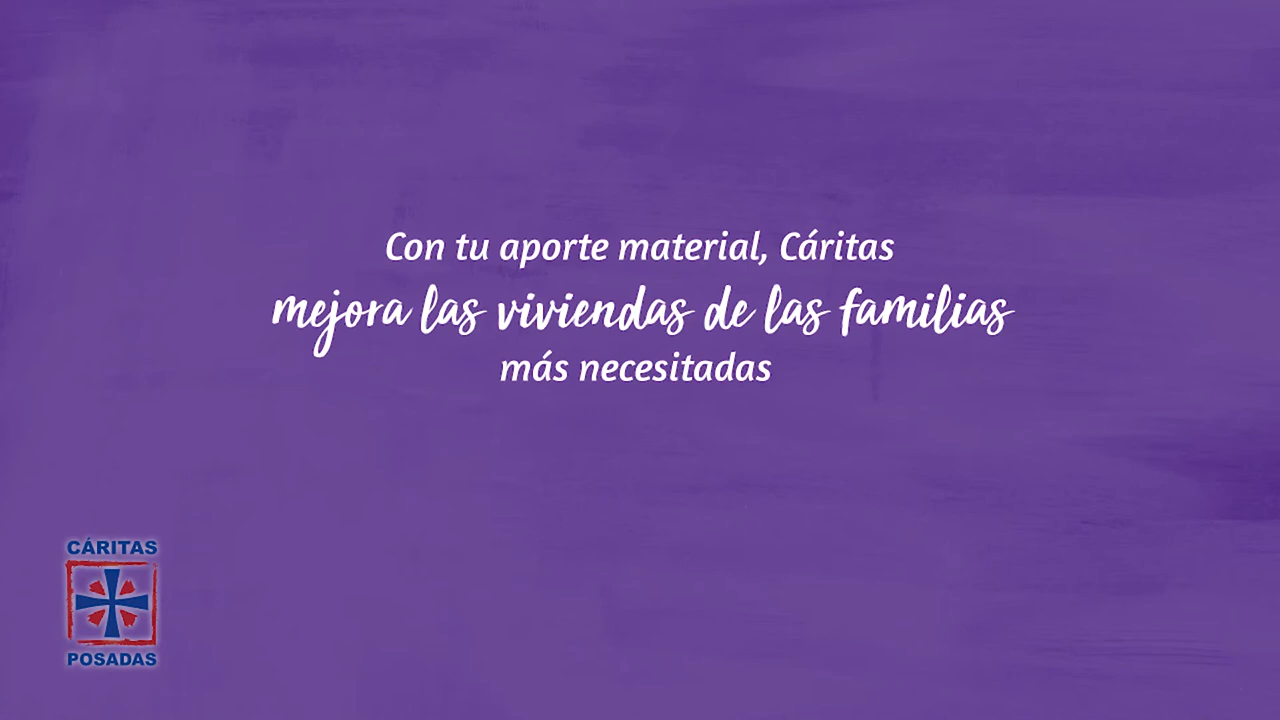 Con tu aporte material, Cáritas
mejora las viviendas de las familias
más necesitadas
CÁRITAS
POSADAS